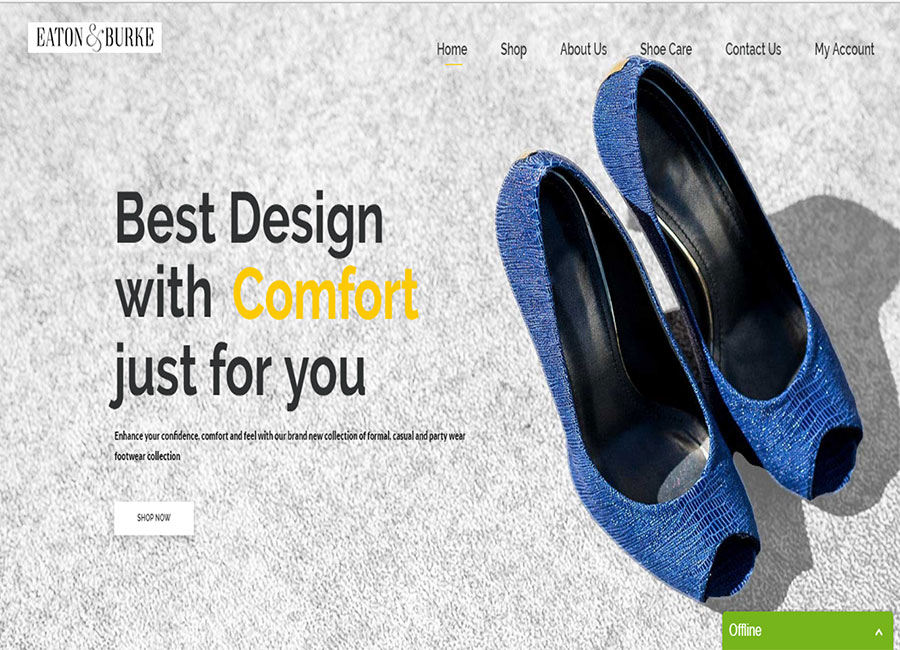 EATON & BURKE
Home Shop About Us Shoe Care Contact Us My Account
Best Design
with Comfort
just for you
Enhance your confidence, comfort and feel with our brand new collection of formal, casual and party wear
footwear collection
SHOP NOW
Offline